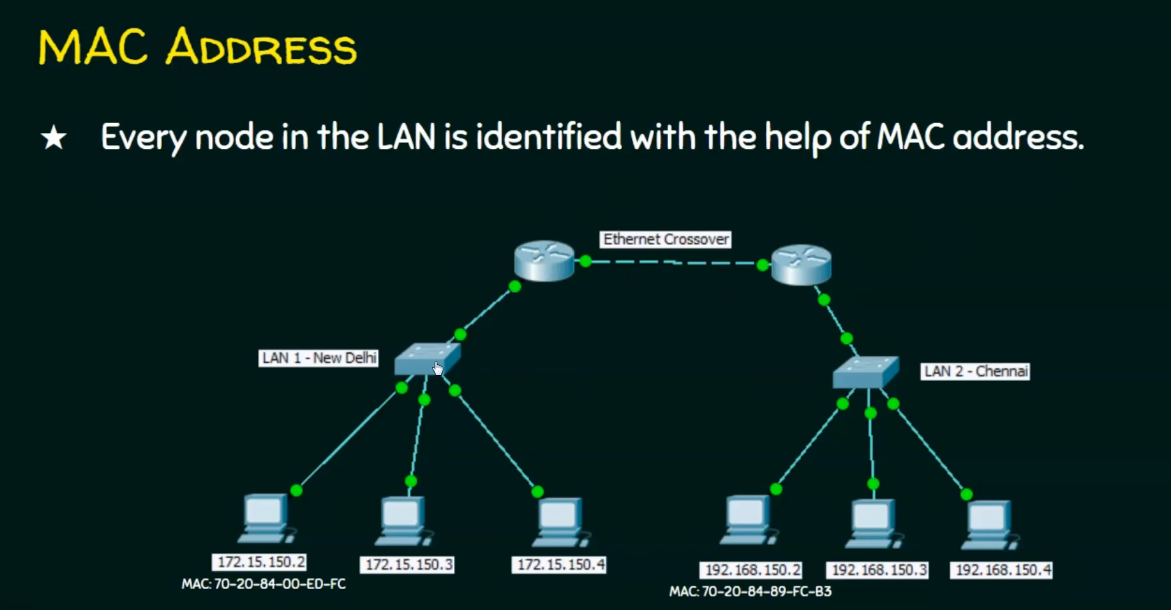 MAC ADDRESS
★ Every node in the LAN is identified with the help of MAC address.
Ethernet Crossover
LAN 1 - New Delhi
LAN 2 - Chennai
172.15.150.2
172.15.150.3
172.15.150.4
192.168.150.2
192.168.150.3
192.168.150.4
MAC: 70-20-84-00-ED-FC
MAC: 70-20-84-89-FC-B3